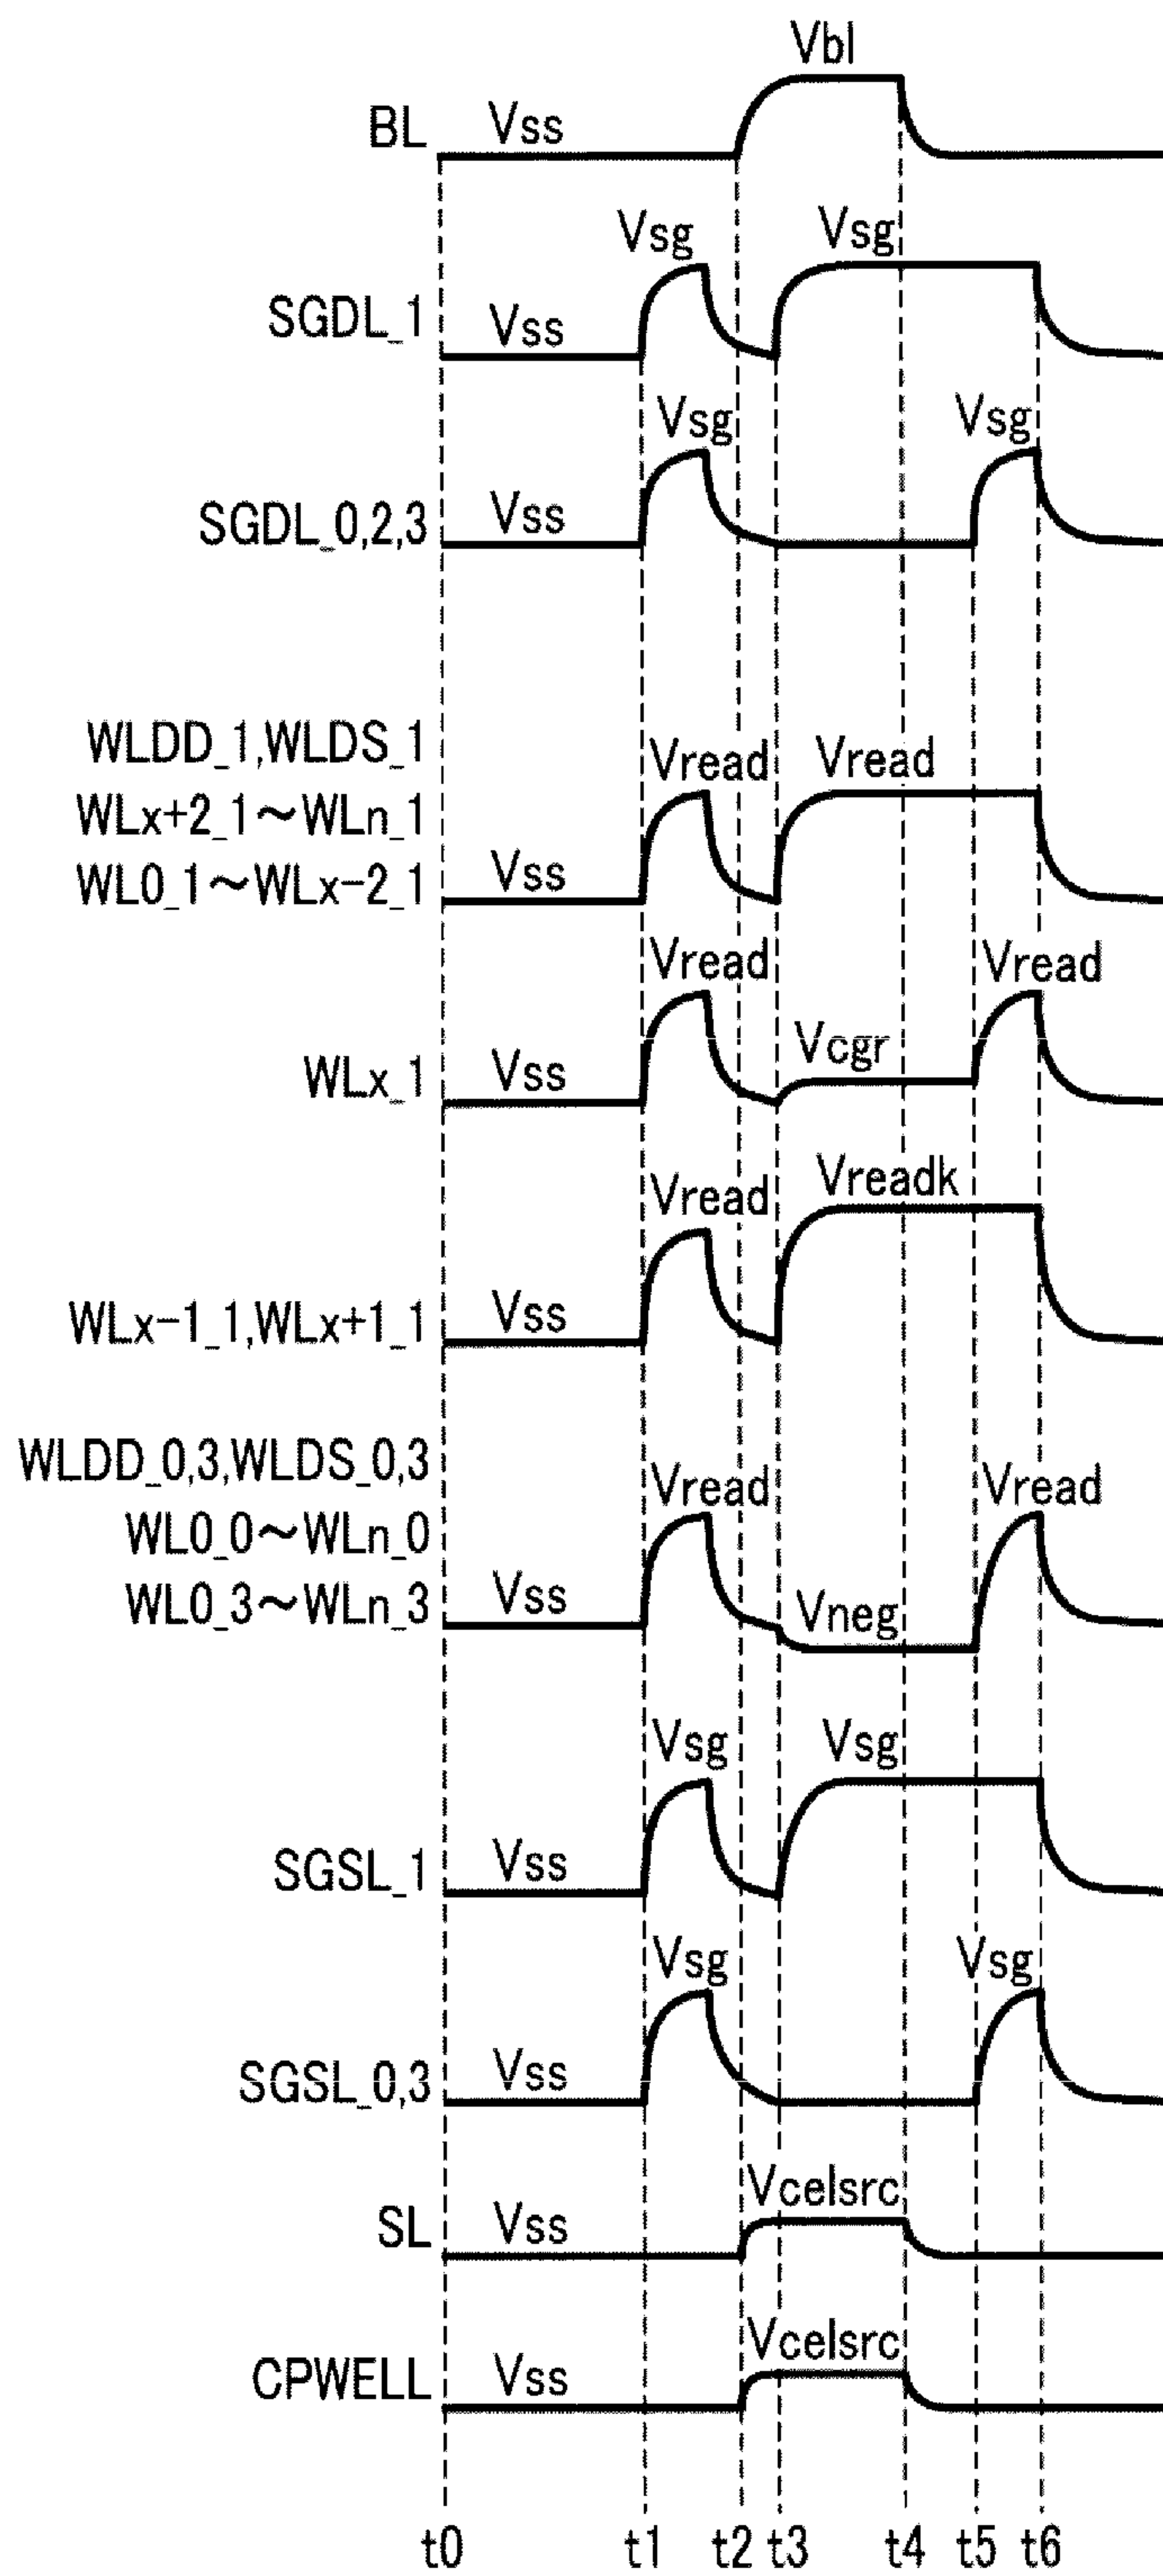 Vbl
BL Vss
Vsg Vsg
SGDL_1 Vss
Vsg Vsg
SGDL_0,2,3 Vss
WLDD_1,WLDS_1 Vread Vread
WLx+2_1～WLn_1
WL0_1～WLx-2_1 Vss
Vread Vread
Vcgr
WLx_1 Vss
Vread Vreadk
WLx-1_1,WLx+1_1 Vss
WLDD_0,3,WLDS_0,3 Vread Vread
WL0_0～WLn_0
WL0_3～WLn_3 Vss Vneg
Vsg Vsg
SGSL_1 Vss
Vsg Vsg
SGSL_0,3 Vss
Vcelsrc
SL Vss
Vcelsrc
CPWELL Vss
t0 t1 t2 t3 t4 t5 t6